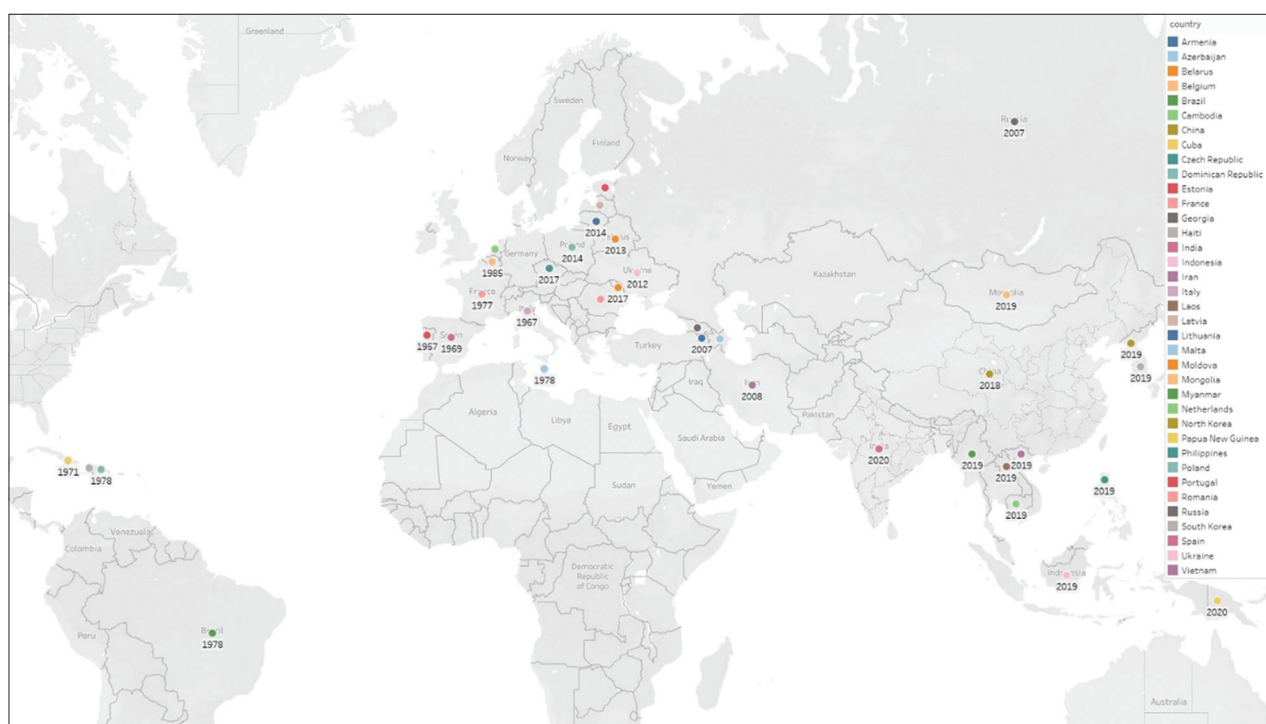 Greenland
Sweden
Finland
Norway
Russia
2007
2014
Belarus
2013
Poland
2014
Germany
1985
2017
Ukraine
2012
France
1977
2017
Kazakhstan
Mongolia
2019
Italy
1967
1957
Spain
1969
Turkey
2007
2019
2019
1978
Iraq
Iran
2008
China
2018
Algeria
Libya
Egypt
Pakistan
Saudi Arabia
India
2020
1971
1978
2019
2019
2019
Sudan
Yemen
2019
2019
Venezuela
Colombia
Democratic
Republic
of Congo
Indonesia
2019
2020
Peru
Brazil
1978
Australia
country
Armenia
Azerbaijan
Belarus
Belgium
Brazil
Cambodia
China
Cuba
Czech Republic
Dominican Republic
Estonia
France
Georgia
Haiti
India
Indonesia
Iran
Italy
Laos
Latvia
Lithuania
Malta
Moldova
Mongolia
Myanmar
Netherlands
North Korea
Papua New Guinea
Philippines
Poland
Portugal
Romania
Russia
South Korea
Spain
Ukraine
Vietnam